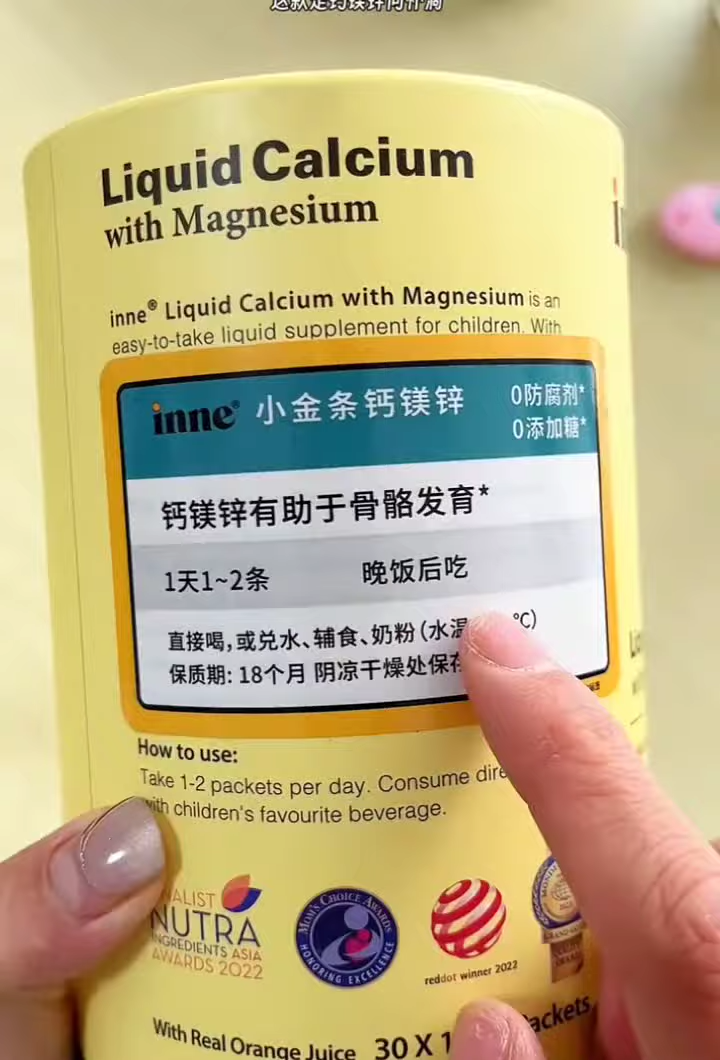 Liquid Calcium
with Magnesium
inne® Liquid Calcium with Magnesium is an
easy-to-take liquid supplement for children. With
inne® 小金条钙镁锌
0防腐剂*
0添加糖*
钙镁锌有助于骨骼发育*
1天1~2条 晚饭后吃
直接喝,或兑水、辅食、奶粉(水温 ℃)
保质期: 18个月 阴凉干燥处保存
How to use:
Take 1-2 packets per day. Consume
with children's favourite beverage.
NUTRA
INGREDIENTS ASIA
AWARDS 2022
MOM'S CHOICE AWARDS
HONORING EXCELLENCE
reddot winner 2022
With Real Orange Juice 30 X